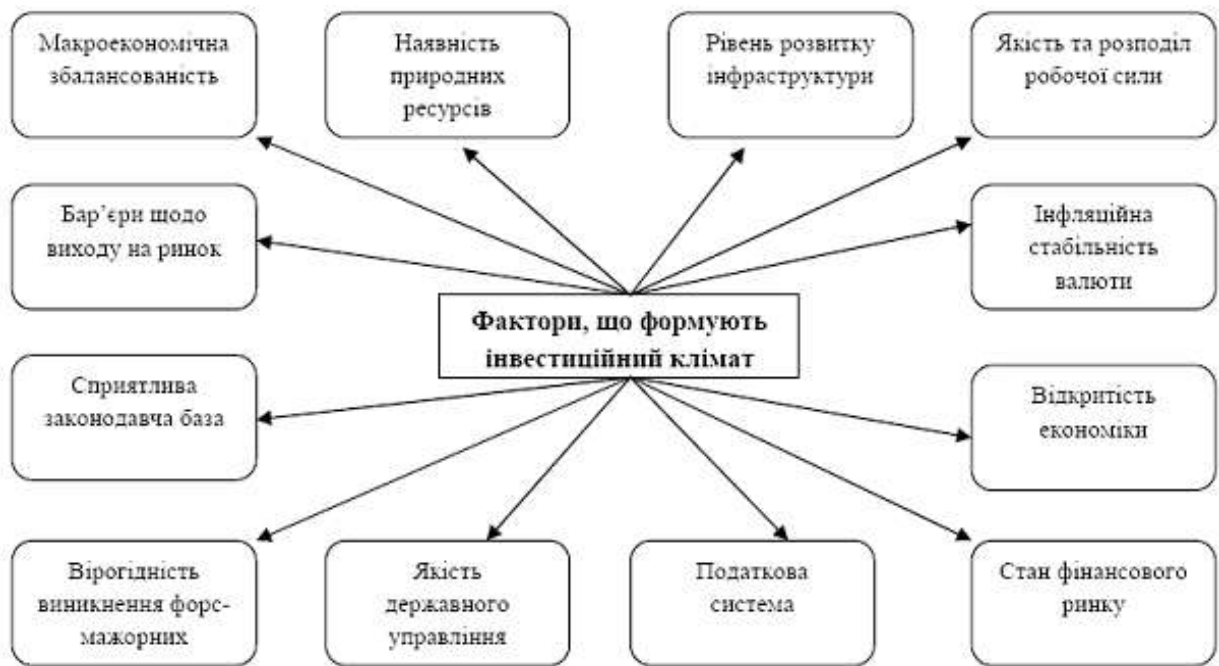 Макроекономічна
збалансованість
Наявність
природних
ресурсів
Рівень розвитку
інфраструктури
Якість та розподіл
робочої сили
Бар’єри щодо
виходу на ринок
Інфляційна
стабільність
валюти
Фактори, що формують
інвестиційний клімат
Сприятлива
законодавча база
Відкритість
економіки
Вірогідність
виникнення форс-
мажорних
Якість
державного
управління
Податкова
система
Стан фінансового
ринку